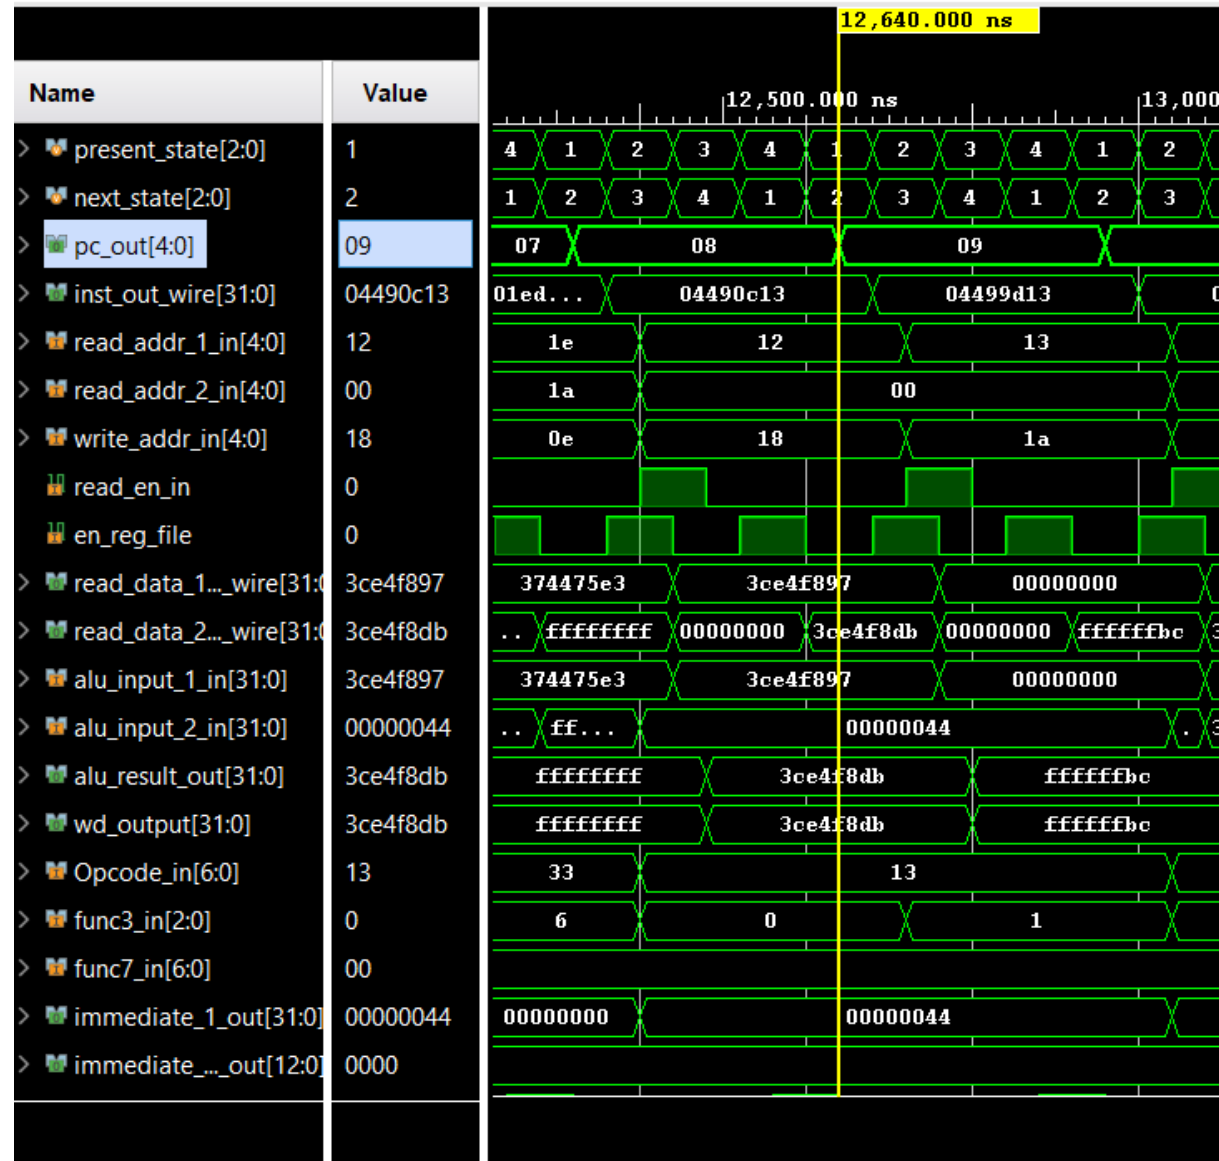 12,640.000 ns
Name Value 12,500.000 ns 13,000
present_state[2:0] 1 4 1 2 3 4 1 2 3 4 1 2
next_state[2:0] 2 1 2 3 4 1 2 3 4 1 2 3
pc_out[4:0] 09 07 08 09
inst_out_wire[31:0] 04490c13 01ed... 04490c13 04499d13
read_addr_1_in[4:0] 12 1e 12 13
read_addr_2_in[4:0] 00 1a 00
write_addr_in[4:0] 18 0e 18 1a
read_en_in 0
en_reg_file 0
read_data_1..._wire[31:0 3ce4f897 374475e3 3ce4f897 00000000
read_data_2..._wire[31:0 3ce4f8db .. ffffffff 00000000 3ce4f8db 00000000 ffffffbc
alu_input_1_in[31:0] 3ce4f897 374475e3 3ce4f897 00000000
alu_input_2_in[31:0] 00000044 .. ff... 00000044 .
alu_result_out[31:0] 3ce4f8db ffffffff 3ce4f8db ffffffbc
wd_output[31:0] 3ce4f8db ffffffff 3ce4f8db ffffffbc
Opcode_in[6:0] 13 33 13
func3_in[2:0] 0 6 0 1
func7_in[6:0] 00
immediate_1_out[31:0] 00000044 00000000 00000044
immediate_..._out[12:0] 0000